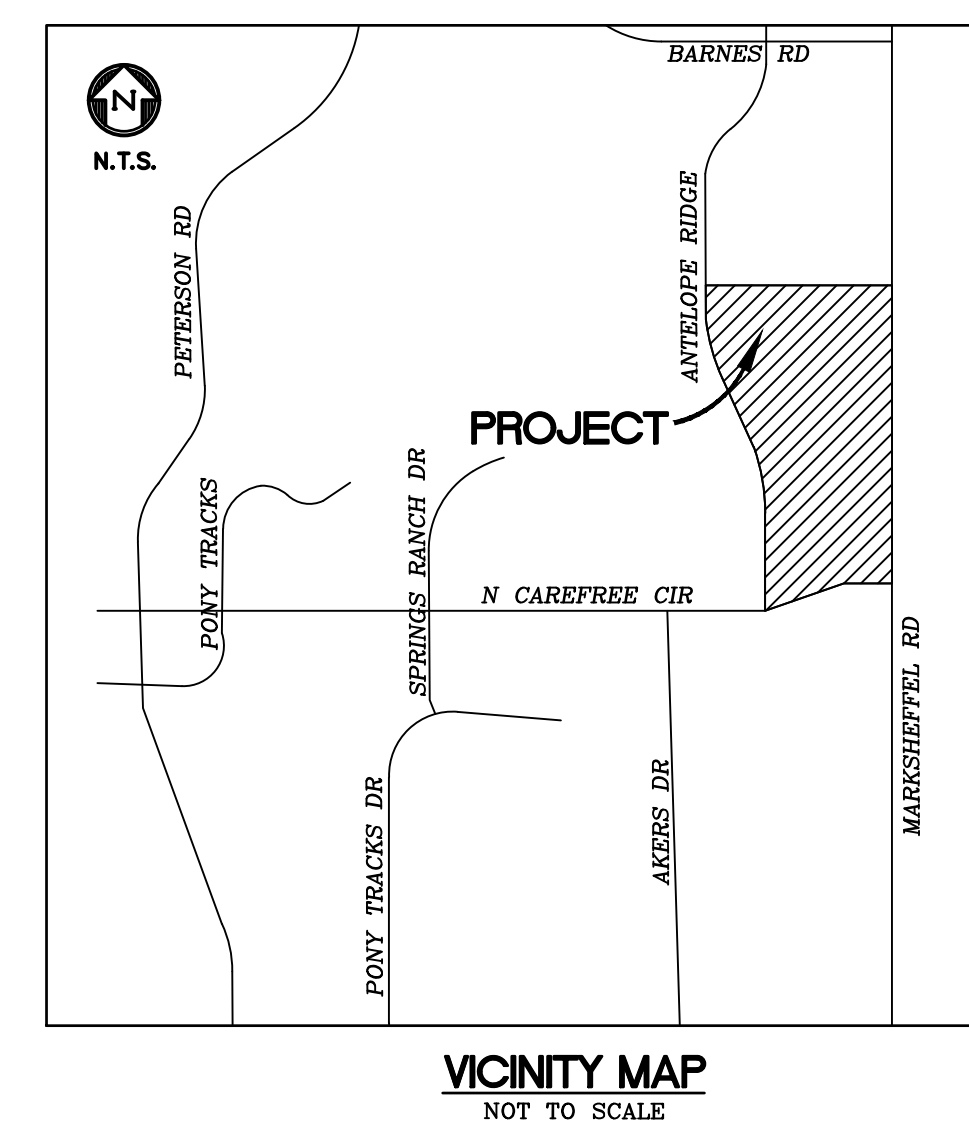 BARNES RD
N
N.T.S.
PETERSON RD
ANTELOPE RIDGE
PROJECT
PONY TRACKS
SPRINGS RANCH DR
N CAREFREE CIR
MARKSHEFFEL RD
PONY TRACKS DR
AKERS DR
VICINITY MAP
NOT TO SCALE